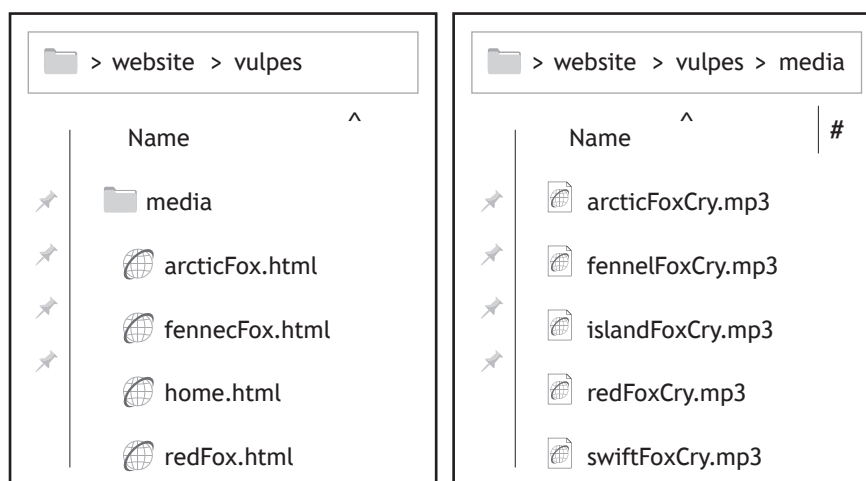 > website > vulpes
Name ^
media
arcticFox.html
fennecFox.html
home.html
redFox.html
> website > vulpes > media
Name ^ #
arcticFoxCry.mp3
fennelFoxCry.mp3
islandFoxCry.mp3
redFoxCry.mp3
swiftFoxCry.mp3